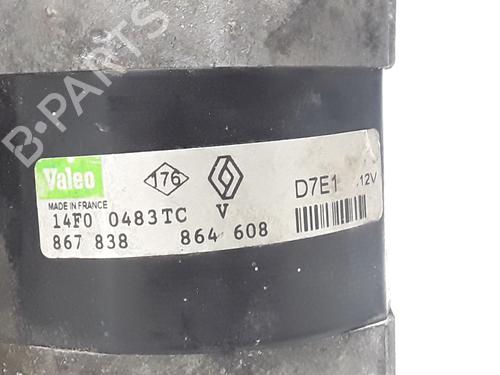 B-PARTS
Valeo 176 D7E1 12V
MADE IN FRANCE
14F0 0483TC V
867 838 864 608